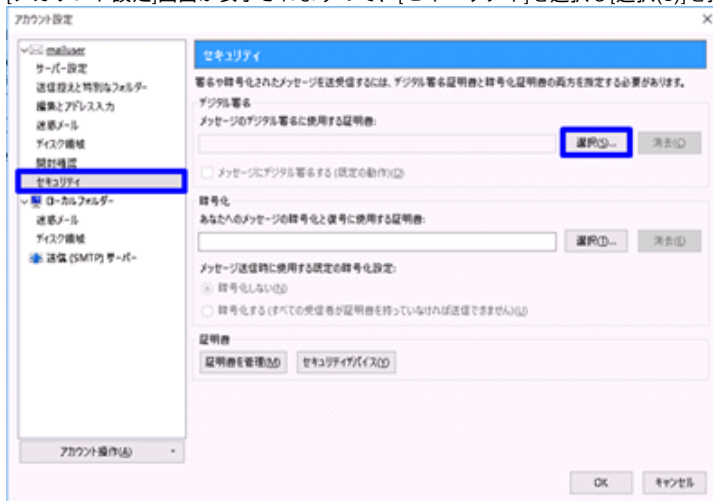 アカウント設定
mailuser
サーバー設定
送信控えと特別なフォルダー
編集とアドレス入力
迷惑メール
ディスク領域
開封確認
セキュリティ
ローカルフォルダー
迷惑メール
ディスク領域
送信 (SMTP) サーバー
アカウント操作(A)
セキュリティ
署名や暗号化されたメッセージを送受信するには、デジタル署名証明書と暗号化証明書の両方を指定する必要があります。
デジタル署名
メッセージのデジタル署名に使用する証明書:
選択(S)... 消去(C)
メッセージにデジタル署名する (既定の動作)(D)
暗号化
あなたへのメッセージの暗号化と復号に使用する証明書:
選択(T)... 消去(E)
メッセージ送信時に使用する既定の暗号化設定:
暗号化しない(N)
暗号化する (すべての受信者が証明書を持っていなければ送信できません)(U)
証明書
証明書を管理(M) セキュリティデバイス(Y)
OK キャンセル